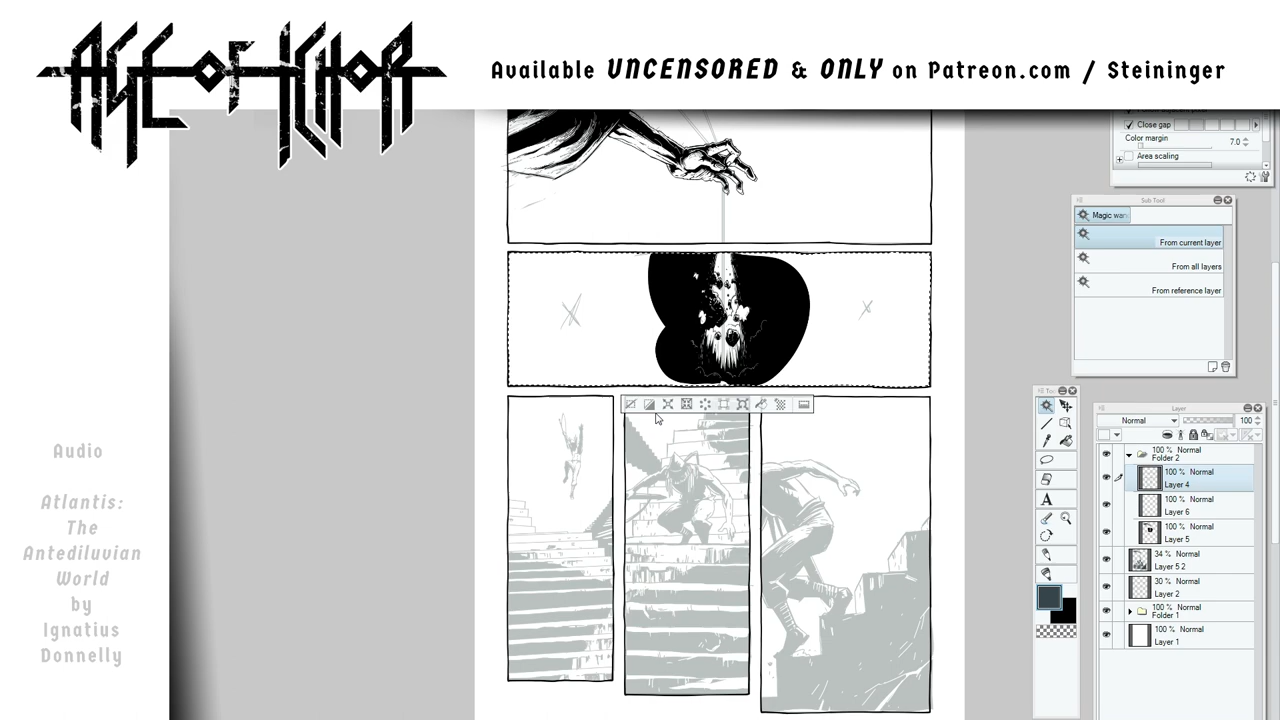 AGE OF ICHOR
Available UNCENSORED & ONLY on Patreon.com / Steininger
Close gap
Color margin
7.0
Area scaling
Sub Tool
Magic wan
From current layer
From all layers
From reference layer
Layer
Normal
100
100 % Normal
Folder 2
100 % Normal
Layer 4
100 % Normal
Layer 6
100 % Normal
Layer 5
34 % Normal
Layer 5 2
30 % Normal
Layer 2
100 % Normal
Folder 1
100 % Normal
Layer 1
Audio
Atlantis:
The
Antediluvian
World
by
Ignatius
Donnelly